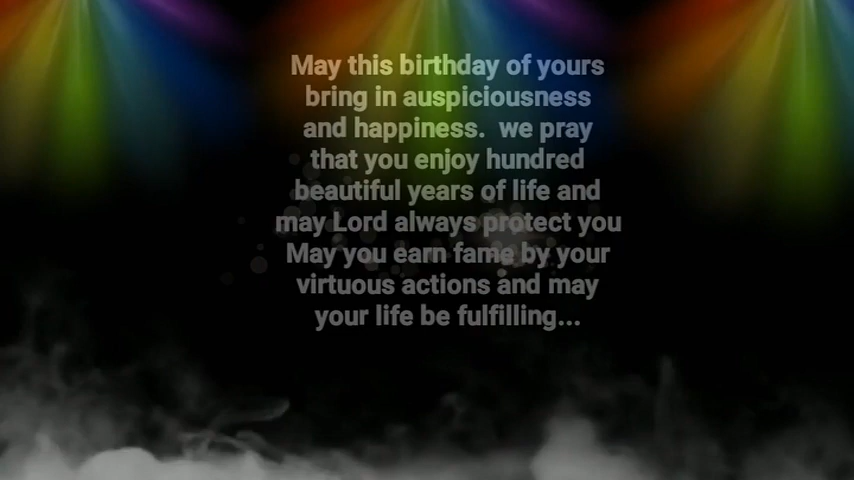 May this birthday of yours
bring in auspiciousness
and happiness.  we pray
that you enjoy hundred
beautiful years of life and
may Lord always protect you
May you earn fame by your
virtuous actions and may
your life be fulfilling...